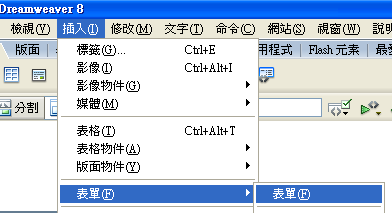 Dreamweaver 8
檢視(V) 插入(I) 修改(M) 文字(T) 命令(C) 網站(S) 視窗(W) 說明
版面 用程式 Flash 元素
標籤(G)... Ctrl+E
影像(I) Ctrl+Alt+I
影像物件(G)
媒體(M)
分割
表格(T) Ctrl+Alt+T
表格物件(A)
版面物件(Y)
表單(F) 表單(F)